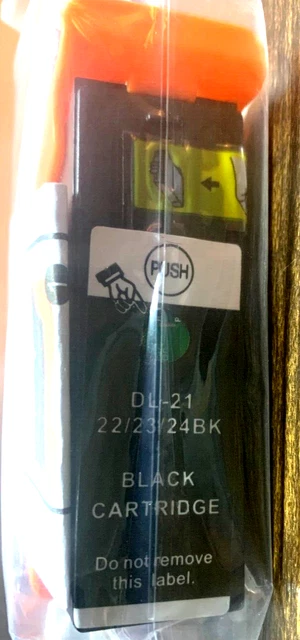 PUSH
DL-21
22/23/24BK
BLACK
CARTRIDGE
Do not remove
this label.